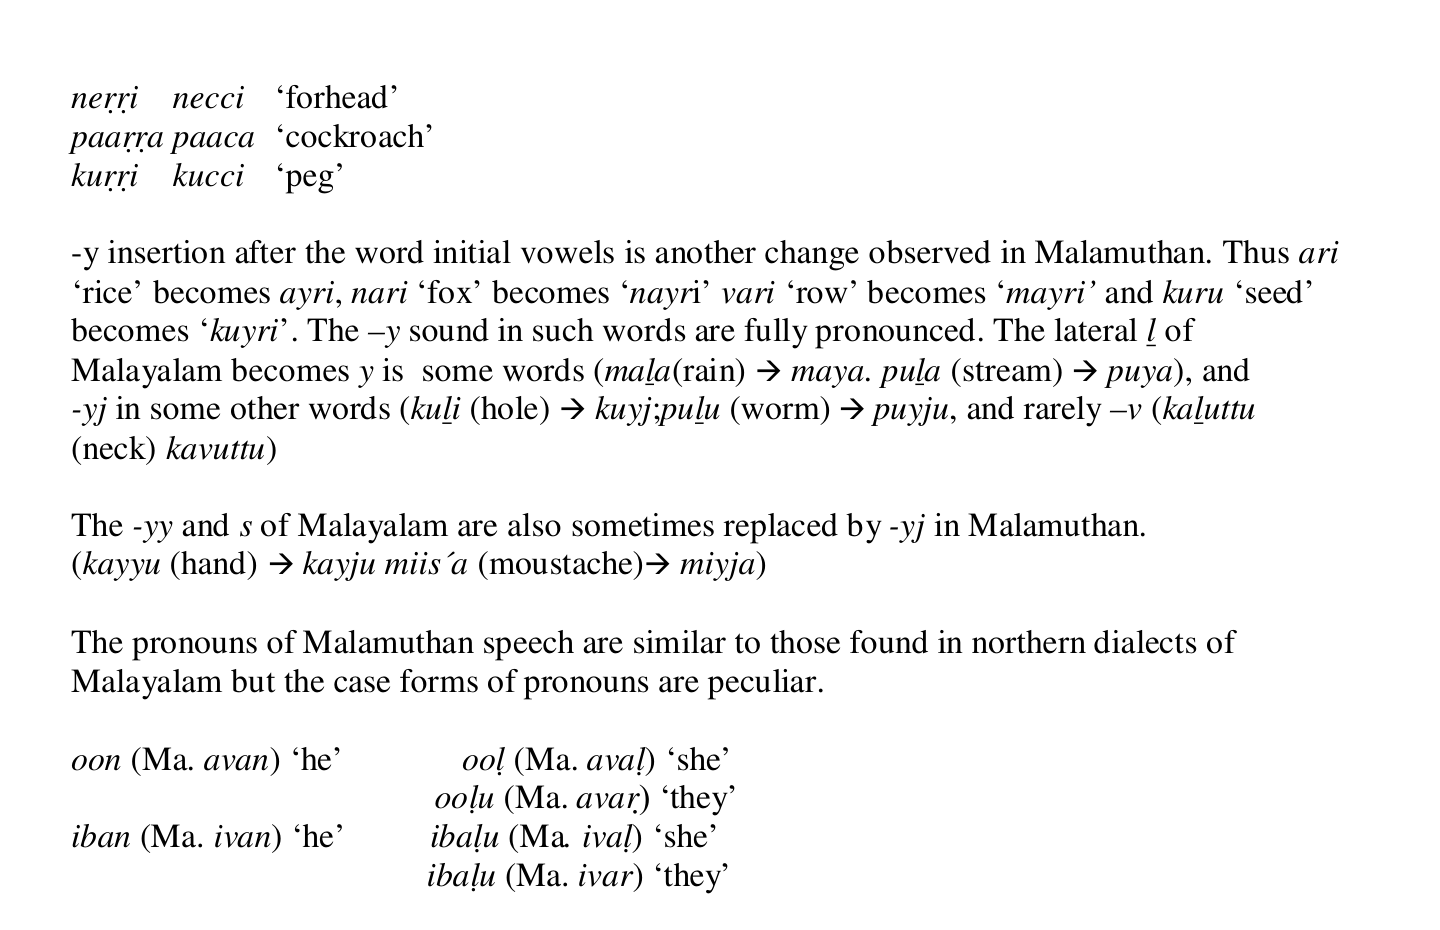 neṛṛi necci ‘forhead’
paaṛṛa paaca ‘cockroach’
kuṛṛi kucci ‘peg’
-y insertion after the word initial vowels is another change observed in Malamuthan. Thus ari
‘rice’ becomes ayri, nari ‘fox’ becomes ‘nayri’ vari ‘row’ becomes ‘mayri’ and kuru ‘seed’
becomes ‘kuyri’. The –y sound in such words are fully pronounced. The lateral ḻ of
Malayalam becomes y is some words (maḻa(rain) → maya. puḻa (stream) → puya), and
-yj in some other words (kuḻi (hole) → kuyj;puḻu (worm) → puyju, and rarely –v (kaḻuttu
(neck) kavuttu)
The -yy and s of Malayalam are also sometimes replaced by -yj in Malamuthan.
(kayyu (hand) → kayju miis´a (moustache)→ miyja)
The pronouns of Malamuthan speech are similar to those found in northern dialects of
Malayalam but the case forms of pronouns are peculiar.
oon (Ma. avan) ‘he’ ooḷ (Ma. avaḷ) ‘she’
ooḷu (Ma. avaṛ) ‘they’
iban (Ma. ivan) ‘he’ ibaḷu (Ma. ivaḷ) ‘she’
ibaḷu (Ma. ivar) ‘they’